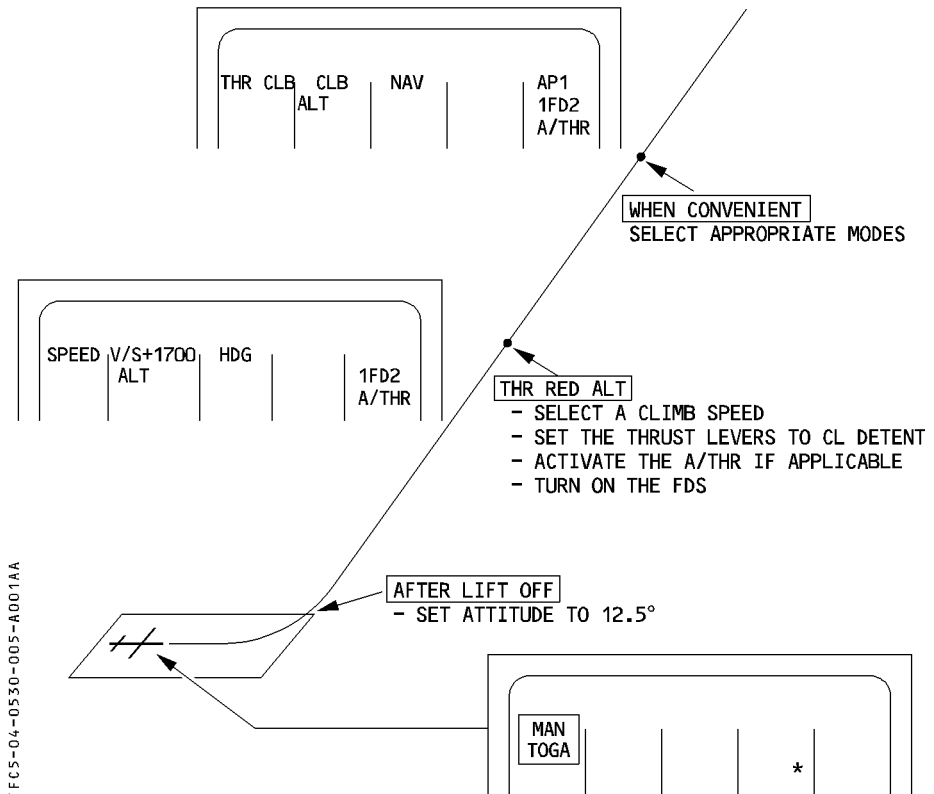 THR CLB CLB NAV AP1
ALT 1FD2
A/THR
WHEN CONVENIENT
SELECT APPROPRIATE MODES
SPEED V/S+1700 HDG
ALT 1FD2
A/THR
THR RED ALT
- SELECT A CLIMB SPEED
- SET THE THRUST LEVERS TO CL DETENT
- ACTIVATE THE A/THR IF APPLICABLE
- TURN ON THE FDS
AFTER LIFT OFF
- SET ATTITUDE TO 12.5°
MAN
TOGA
*
FC5-04-0530-005-A001AA